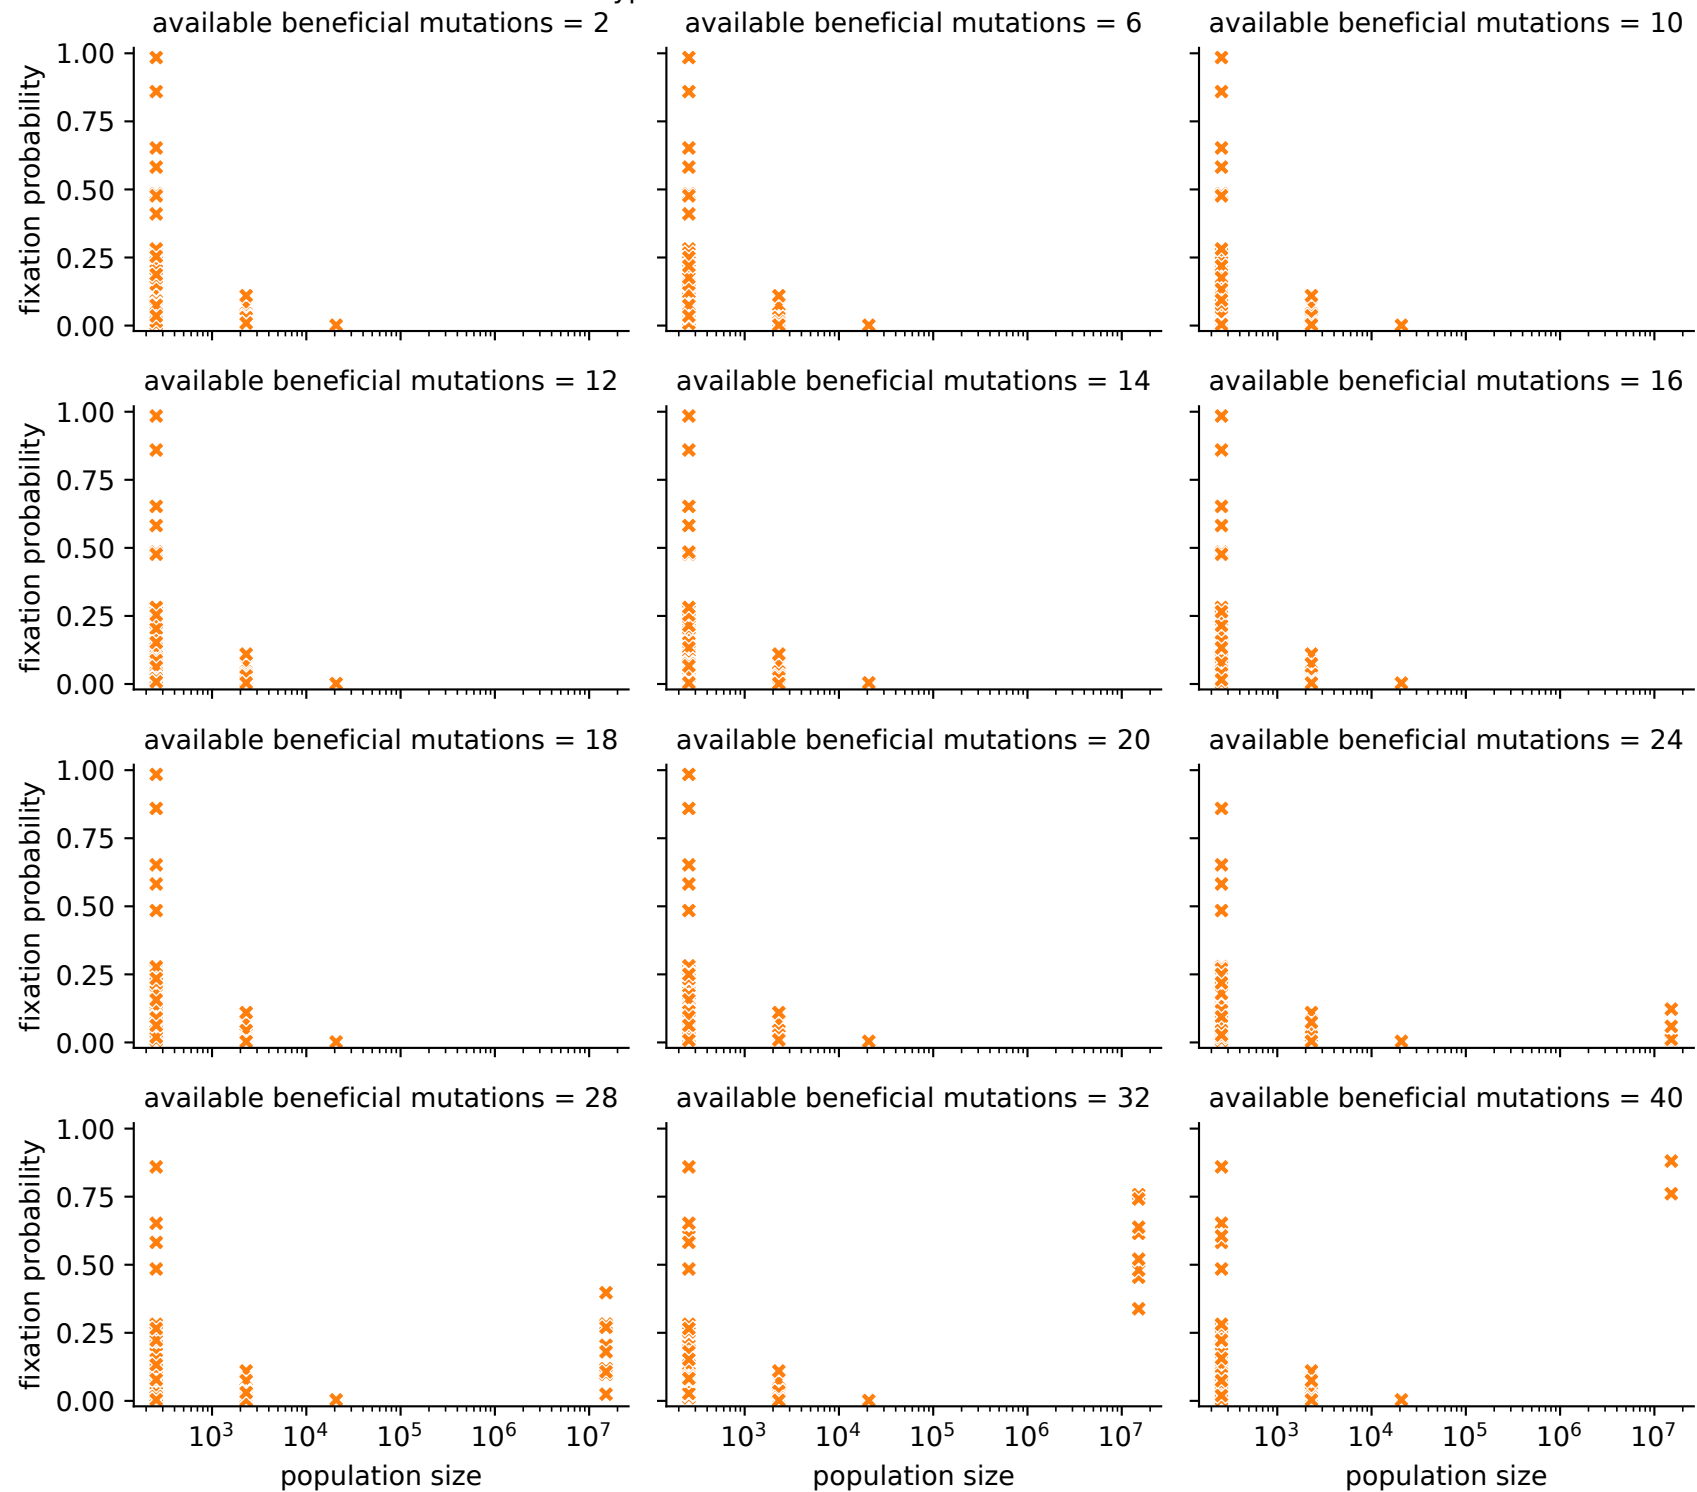 available beneficial mutations = 2
available beneficial mutations = 6
available beneficial mutations = 10
fixation probability
1.00
0.75
0.50
0.25
0.00
available beneficial mutations = 12
available beneficial mutations = 14
available beneficial mutations = 16
fixation probability
1.00
0.75
0.50
0.25
0.00
available beneficial mutations = 18
available beneficial mutations = 20
available beneficial mutations = 24
fixation probability
1.00
0.75
0.50
0.25
0.00
available beneficial mutations = 28
available beneficial mutations = 32
available beneficial mutations = 40
fixation probability
1.00
0.75
0.50
0.25
0.00
10³ 10⁴ 10⁵ 10⁶ 10⁷
10³ 10⁴ 10⁵ 10⁶ 10⁷
10³ 10⁴ 10⁵ 10⁶ 10⁷
population size
population size
population size